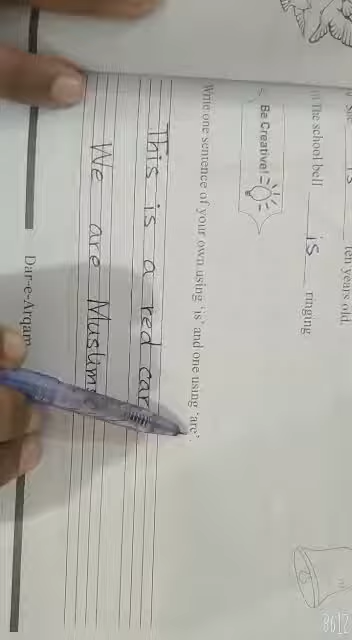 is ten years old.
The school bell is ringing
Be Creative!
Write one sentence of your own using 'is' and one using 'are'.
This is a red car
We are Muslims
Dar-e-Arqam